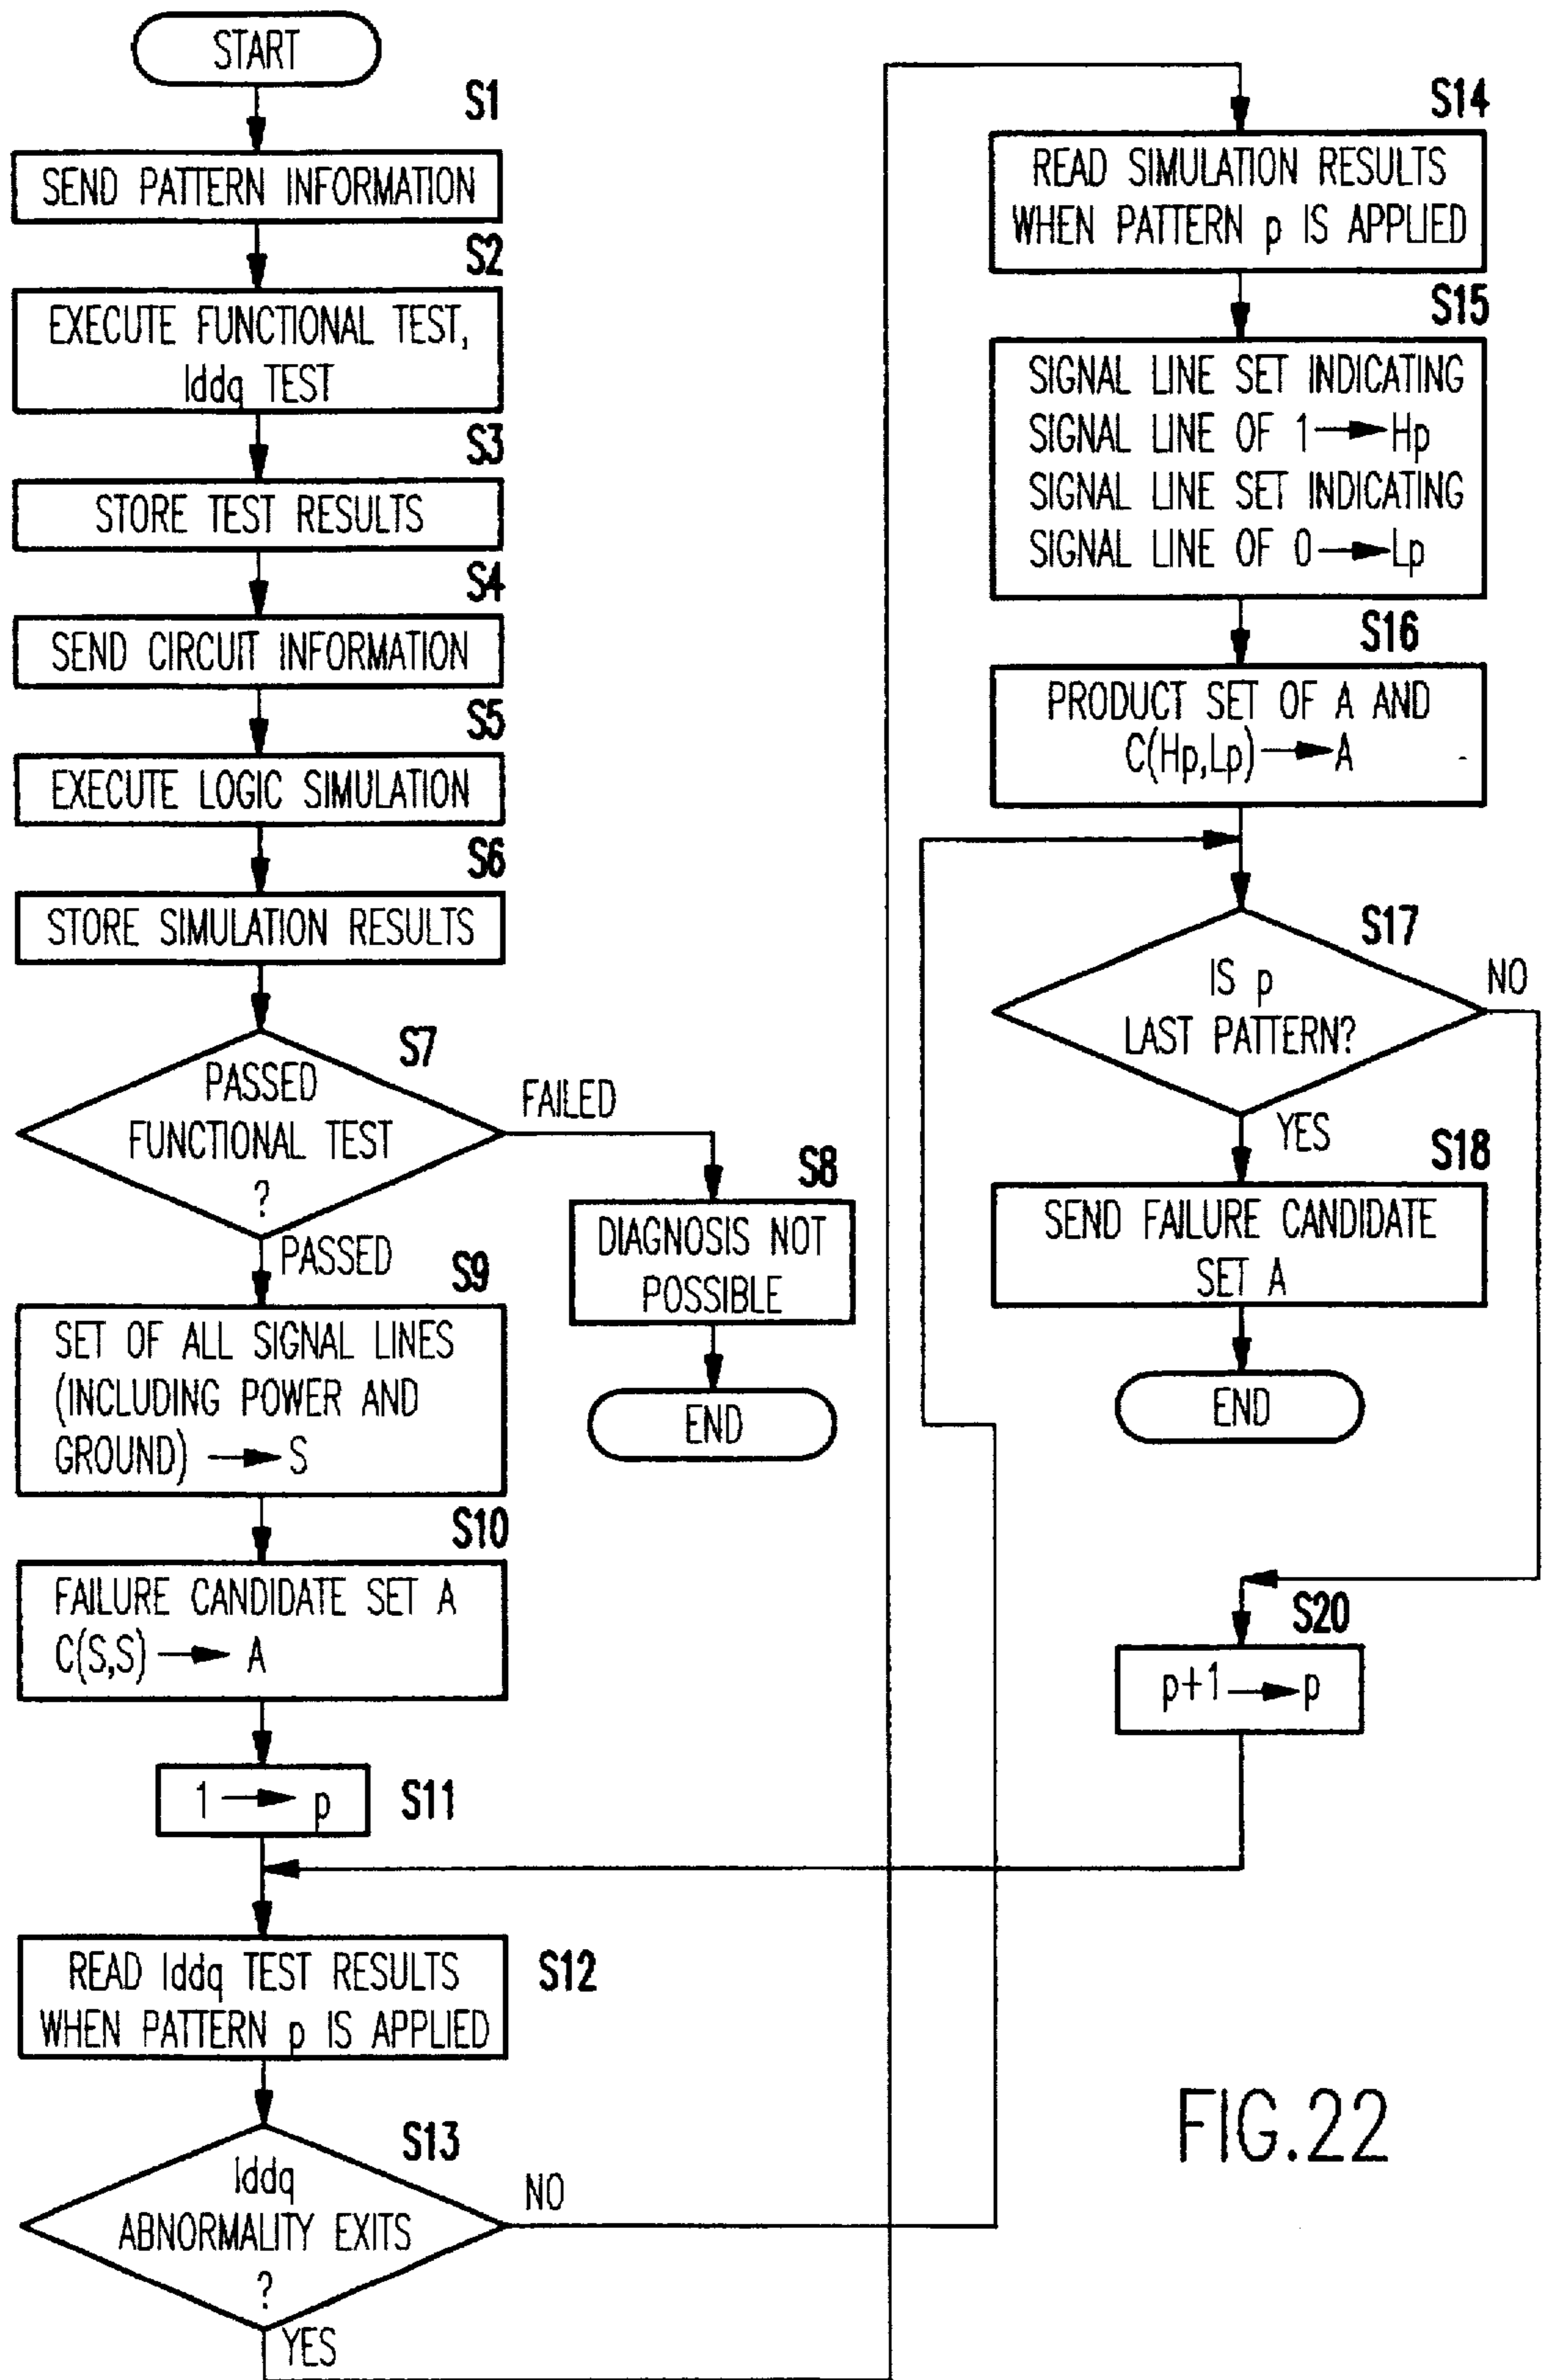 START
S1
SEND PATTERN INFORMATION
S2
EXECUTE FUNCTIONAL TEST,
Iddq TEST
S3
STORE TEST RESULTS
S4
SEND CIRCUIT INFORMATION
S5
EXECUTE LOGIC SIMULATION
S6
STORE SIMULATION RESULTS
S7
PASSED
FUNCTIONAL TEST
?
FAILED
PASSED
S8
DIAGNOSIS NOT
POSSIBLE
END
S9
SET OF ALL SIGNAL LINES
(INCLUDING POWER AND
GROUND) → S
S10
FAILURE CANDIDATE SET A
C(S,S) → A
1 → p
S11
READ Iddq TEST RESULTS
WHEN PATTERN p IS APPLIED
S12
S13
Iddq
ABNORMALITY EXITS
?
NO
YES
S14
READ SIMULATION RESULTS
WHEN PATTERN p IS APPLIED
S15
SIGNAL LINE SET INDICATING
SIGNAL LINE OF 1 → Hp
SIGNAL LINE SET INDICATING
SIGNAL LINE OF 0 → Lp
S16
PRODUCT SET OF A AND
C(Hp,Lp) → A
S17
IS p
LAST PATTERN?
NO
YES
S18
SEND FAILURE CANDIDATE
SET A
END
S20
p+1 → p
FIG.22